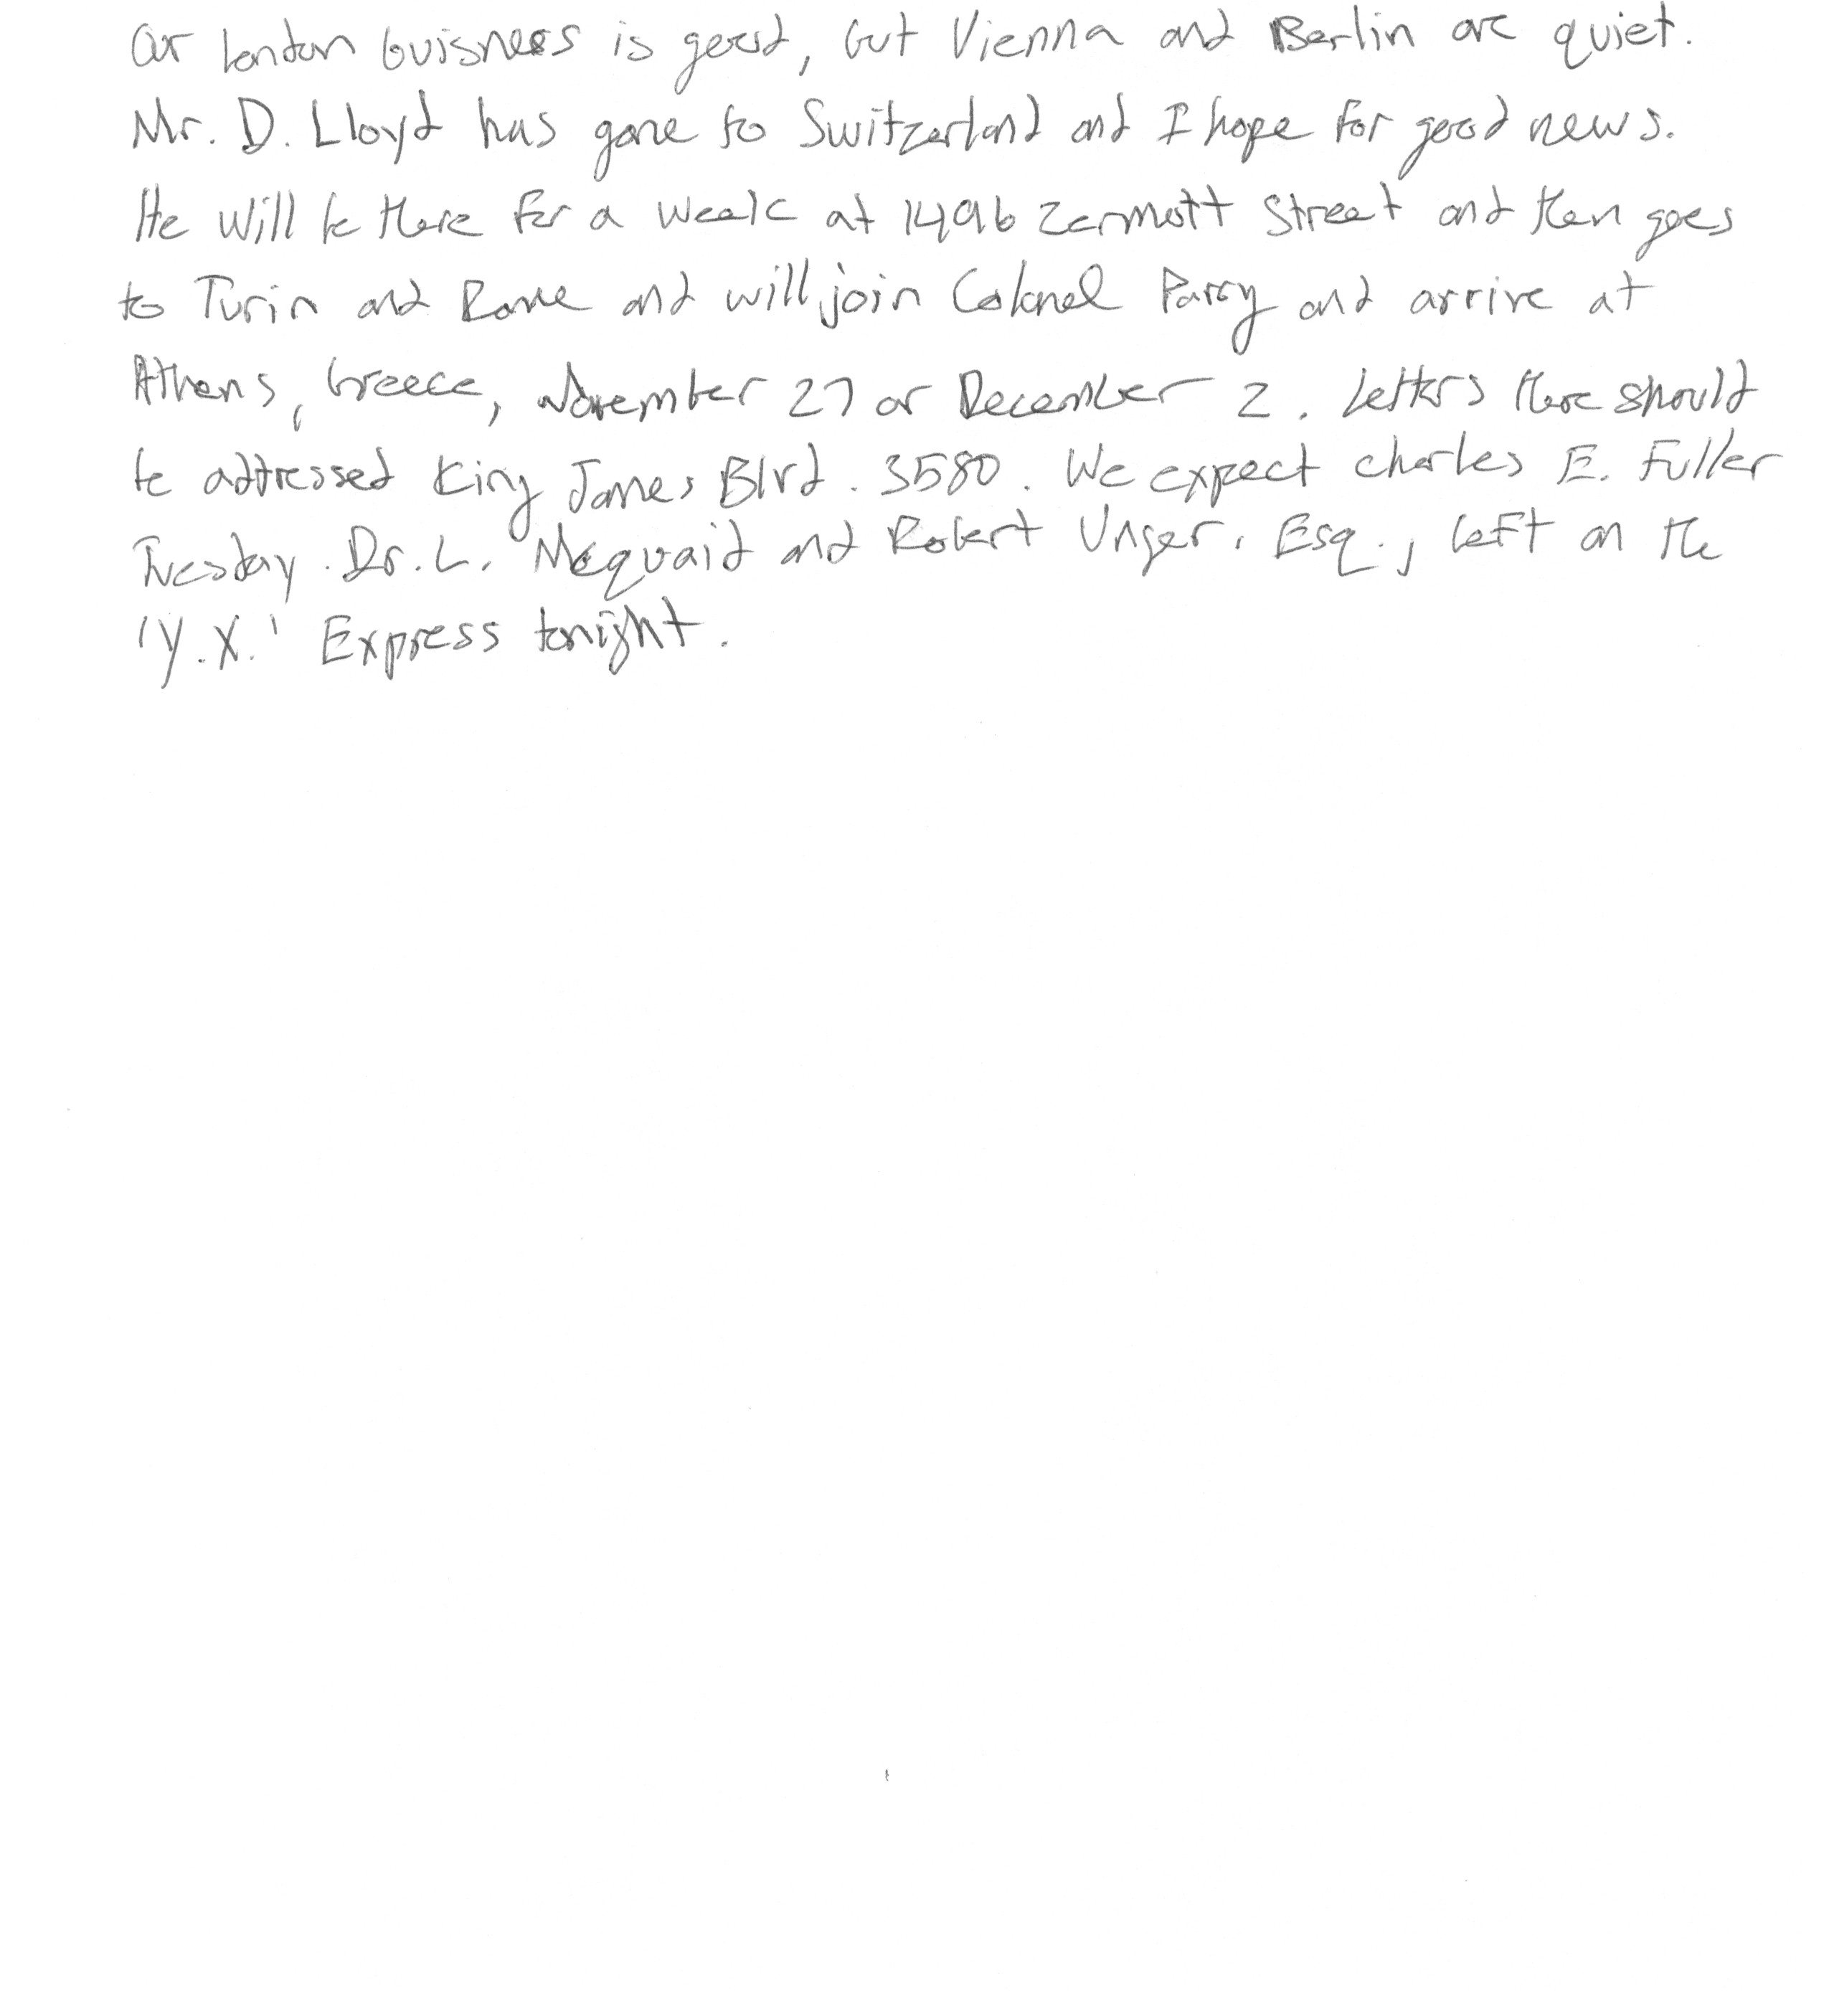 Our London buisness is good, but Vienna and Berlin are quiet.
Mr. D. Lloyd has gone to Switzerland and I hope for good news.
He will be there for a week at 1496 Zermott Street and then goes
to Turin and Rome and will join Colonel Parry and arrive at
Athens, Greece, November 27 or December 2. Letters there should
be addressed King James Blvd. 3580. We expect Charles E. Fuller
Tuesday. Dr. L. Mcquaid and Robert Unger, Esq., left on the
'Y.X.' Express tonight.